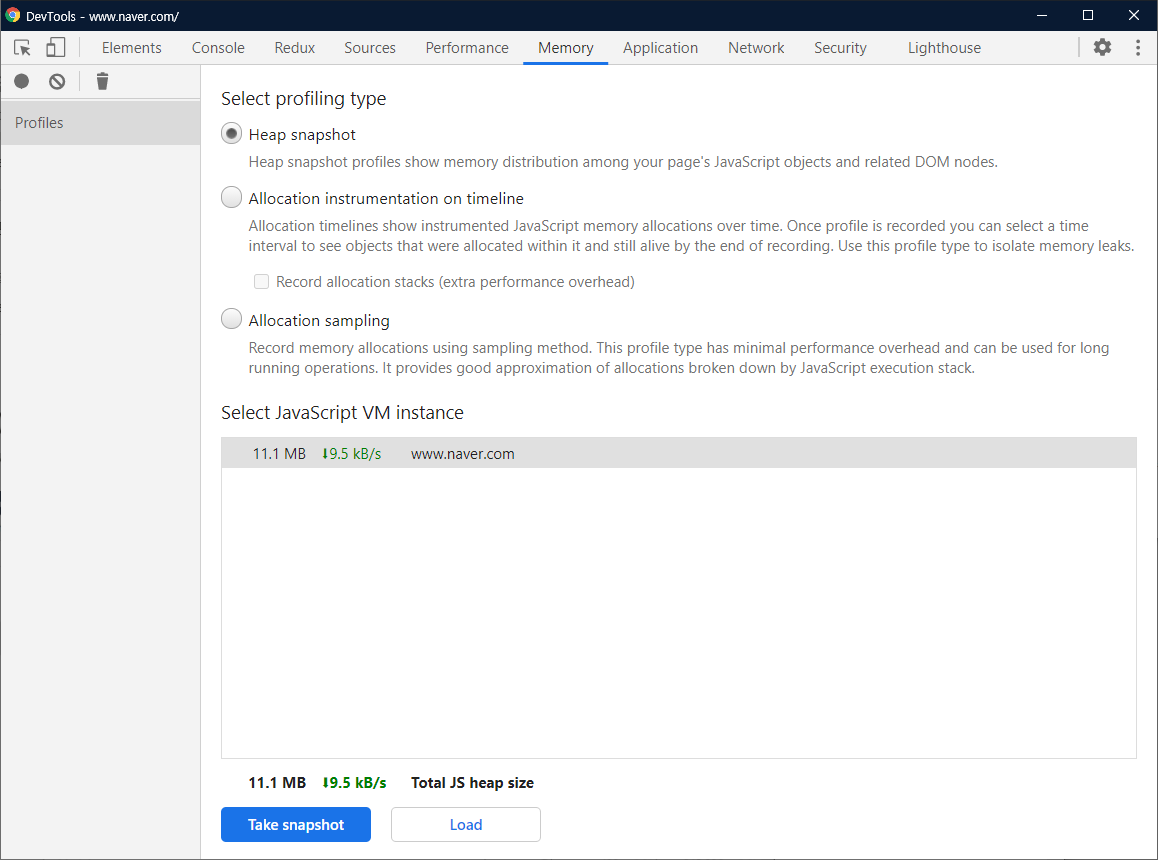 DevTools - www.naver.com/
Elements Console Redux Sources Performance Memory Application Network Security Lighthouse
Profiles
Select profiling type
Heap snapshot
Heap snapshot profiles show memory distribution among your page's JavaScript objects and related DOM nodes.
Allocation instrumentation on timeline
Allocation timelines show instrumented JavaScript memory allocations over time. Once profile is recorded you can select a time
interval to see objects that were allocated within it and still alive by the end of recording. Use this profile type to isolate memory leaks.
Record allocation stacks (extra performance overhead)
Allocation sampling
Record memory allocations using sampling method. This profile type has minimal performance overhead and can be used for long
running operations. It provides good approximation of allocations broken down by JavaScript execution stack.
Select JavaScript VM instance
11.1 MB ⬇9.5 kB/s www.naver.com
11.1 MB ⬇9.5 kB/s Total JS heap size
Take snapshot Load